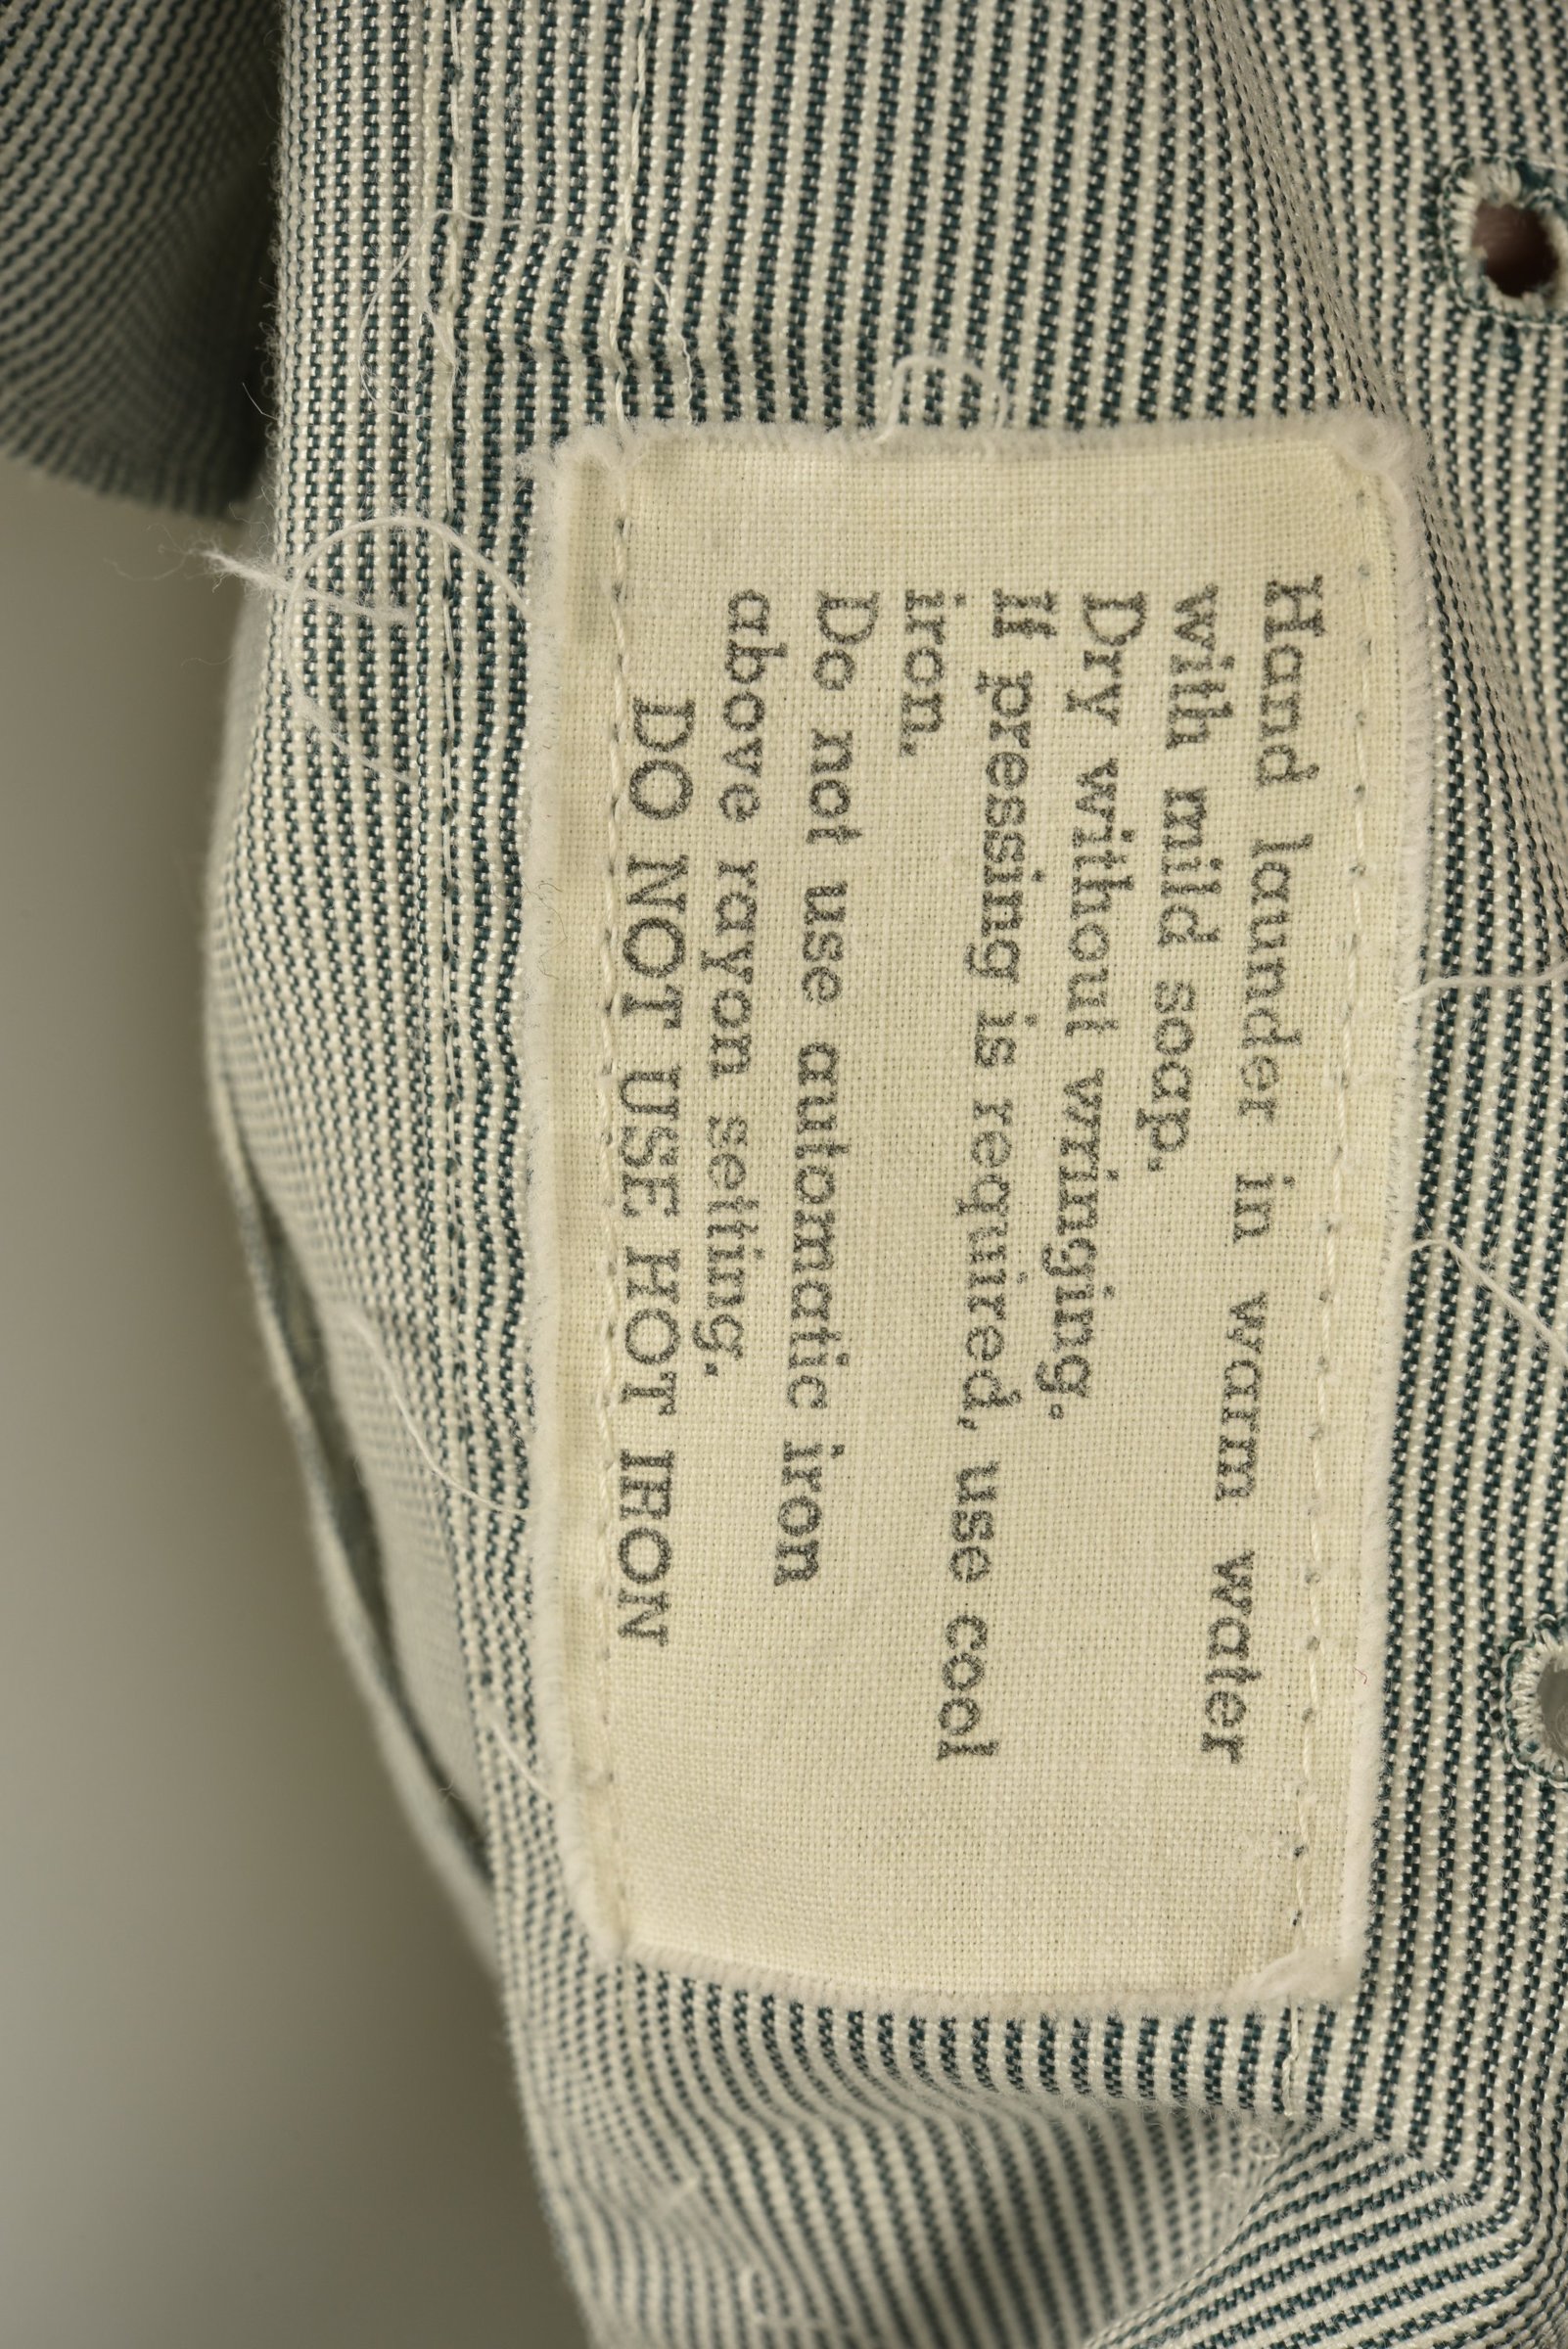 Hand launder in warm water
with mild soap.
Dry without wringing.
If pressing is required, use cool
iron.
Do not use automatic iron
above rayon setting.
DO NOT USE HOT IRON